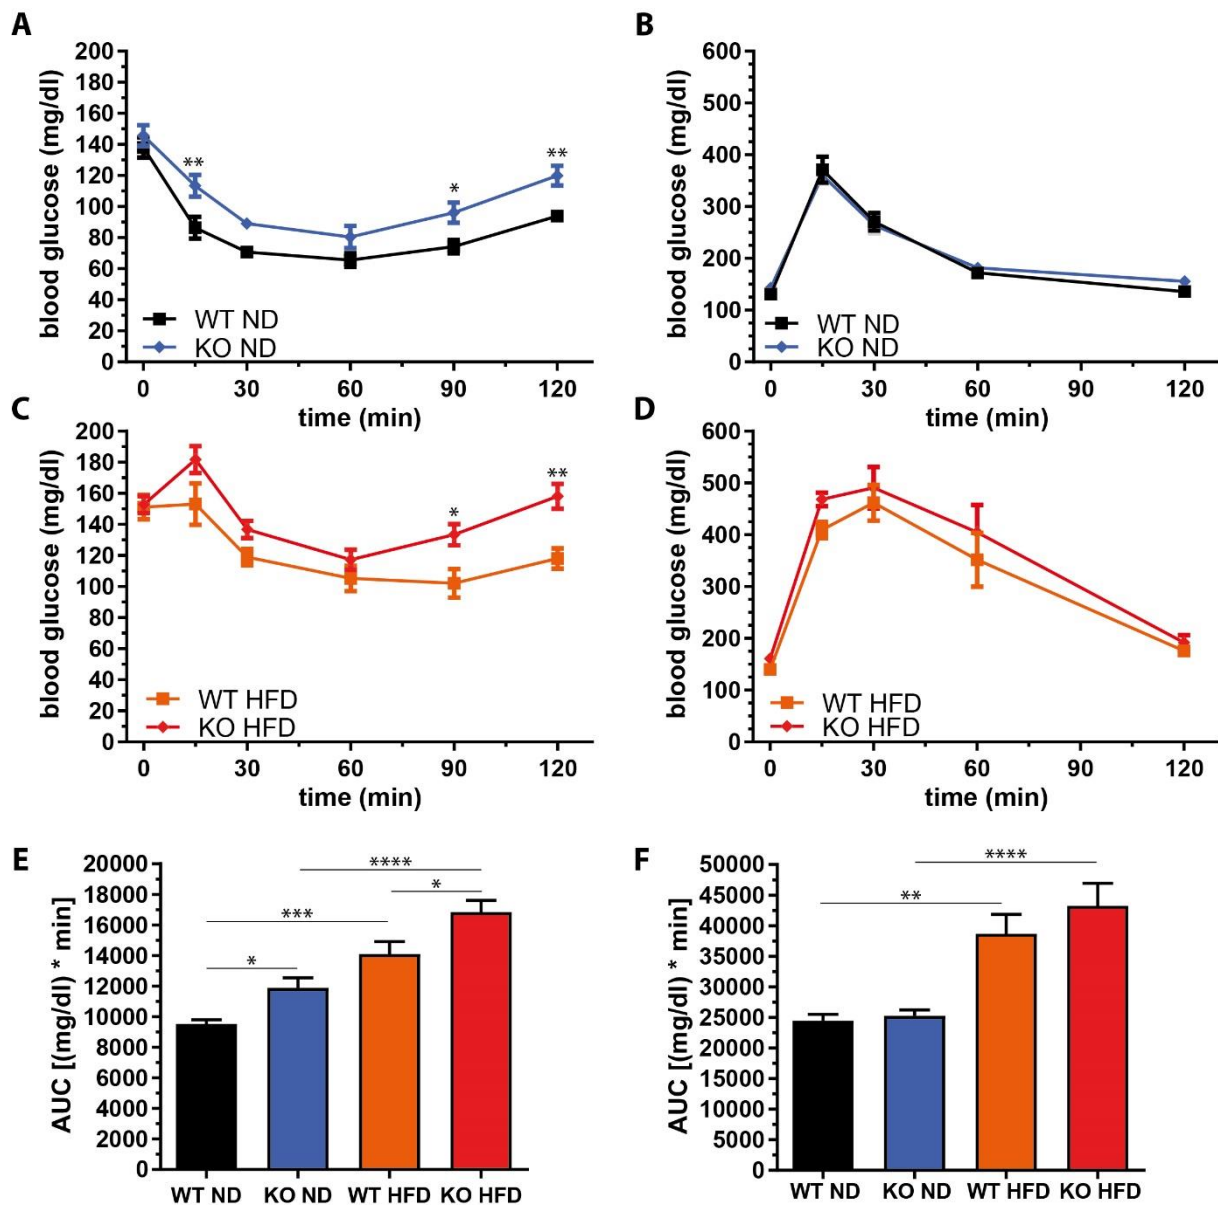 A
200
180
160
140
120
100
80
60
40
20
0
blood glucose (mg/dl)
**
*
**
WT ND
KO ND
0 30 60 90 120
time (min)
B
600
500
400
300
200
100
0
blood glucose (mg/dl)
WT ND
KO ND
0 30 60 90 120
time (min)
C
200
180
160
140
120
100
80
60
40
20
0
blood glucose (mg/dl)
*
**
WT HFD
KO HFD
0 30 60 90 120
time (min)
D
600
500
400
300
200
100
0
blood glucose (mg/dl)
WT HFD
KO HFD
0 30 60 90 120
time (min)
E
20000
18000
16000
14000
12000
10000
8000
6000
4000
2000
0
AUC [(mg/dl) * min]
****
*
***
*
WT ND KO ND WT HFD KO HFD
F
50000
45000
40000
35000
30000
25000
20000
15000
10000
5000
0
AUC [(mg/dl) * min]
****
**
WT ND KO ND WT HFD KO HFD